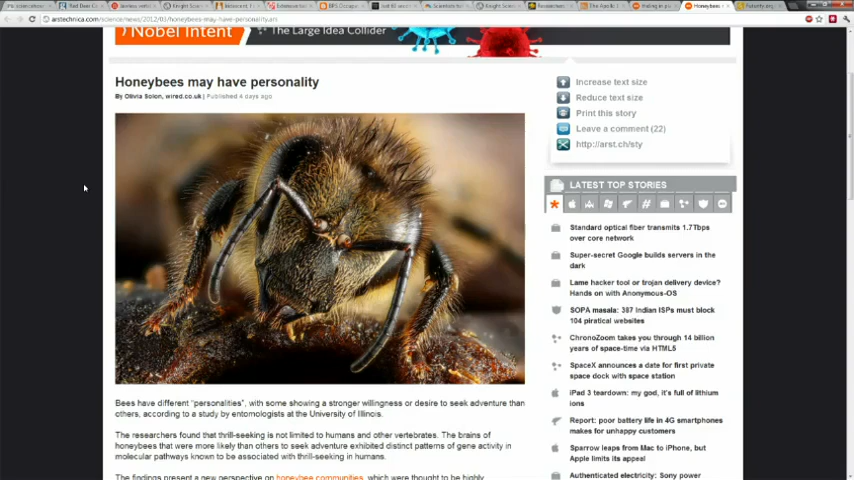 arstechnica.com/science/news/2012/03/honeybees-may-have-personality.ars
Nobel Intent
The Large Idea Collider
Honeybees may have personality
By Olivia Solon, wired.co.uk | Published 4 days ago
Bees have different "personalities", with some showing a stronger willingness or desire to seek adventure than
others, according to a study by entomologists at the University of Illinois.
The researchers found that thrill-seeking is not limited to humans and other vertebrates. The brains of
honeybees that were more likely than others to seek adventure exhibited distinct patterns of gene activity in
molecular pathways known to be associated with thrill-seeking in humans.
The findings present a new perspective on honeybee communities, which were thought to be highly
Increase text size
Reduce text size
Print this story
Leave a comment (22)
http://arst.ch/sty
LATEST TOP STORIES
Standard optical fiber transmits 1.7Tbps
over core network
Super-secret Google builds servers in the
dark
Lame hacker tool or trojan delivery device?
Hands on with Anonymous-OS
SOPA masala: 387 Indian ISPs must block
104 piratical websites
ChronoZoom takes you through 14 billion
years of space-time via HTML5
SpaceX announces a date for first private
space dock with space station
iPad 3 teardown: my god, it's full of lithium
ions
Report: poor battery life in 4G smartphones
makes for unhappy customers
Sparrow leaps from Mac to iPhone, but
Apple limits its appeal
Authenticated electricity: Sony power